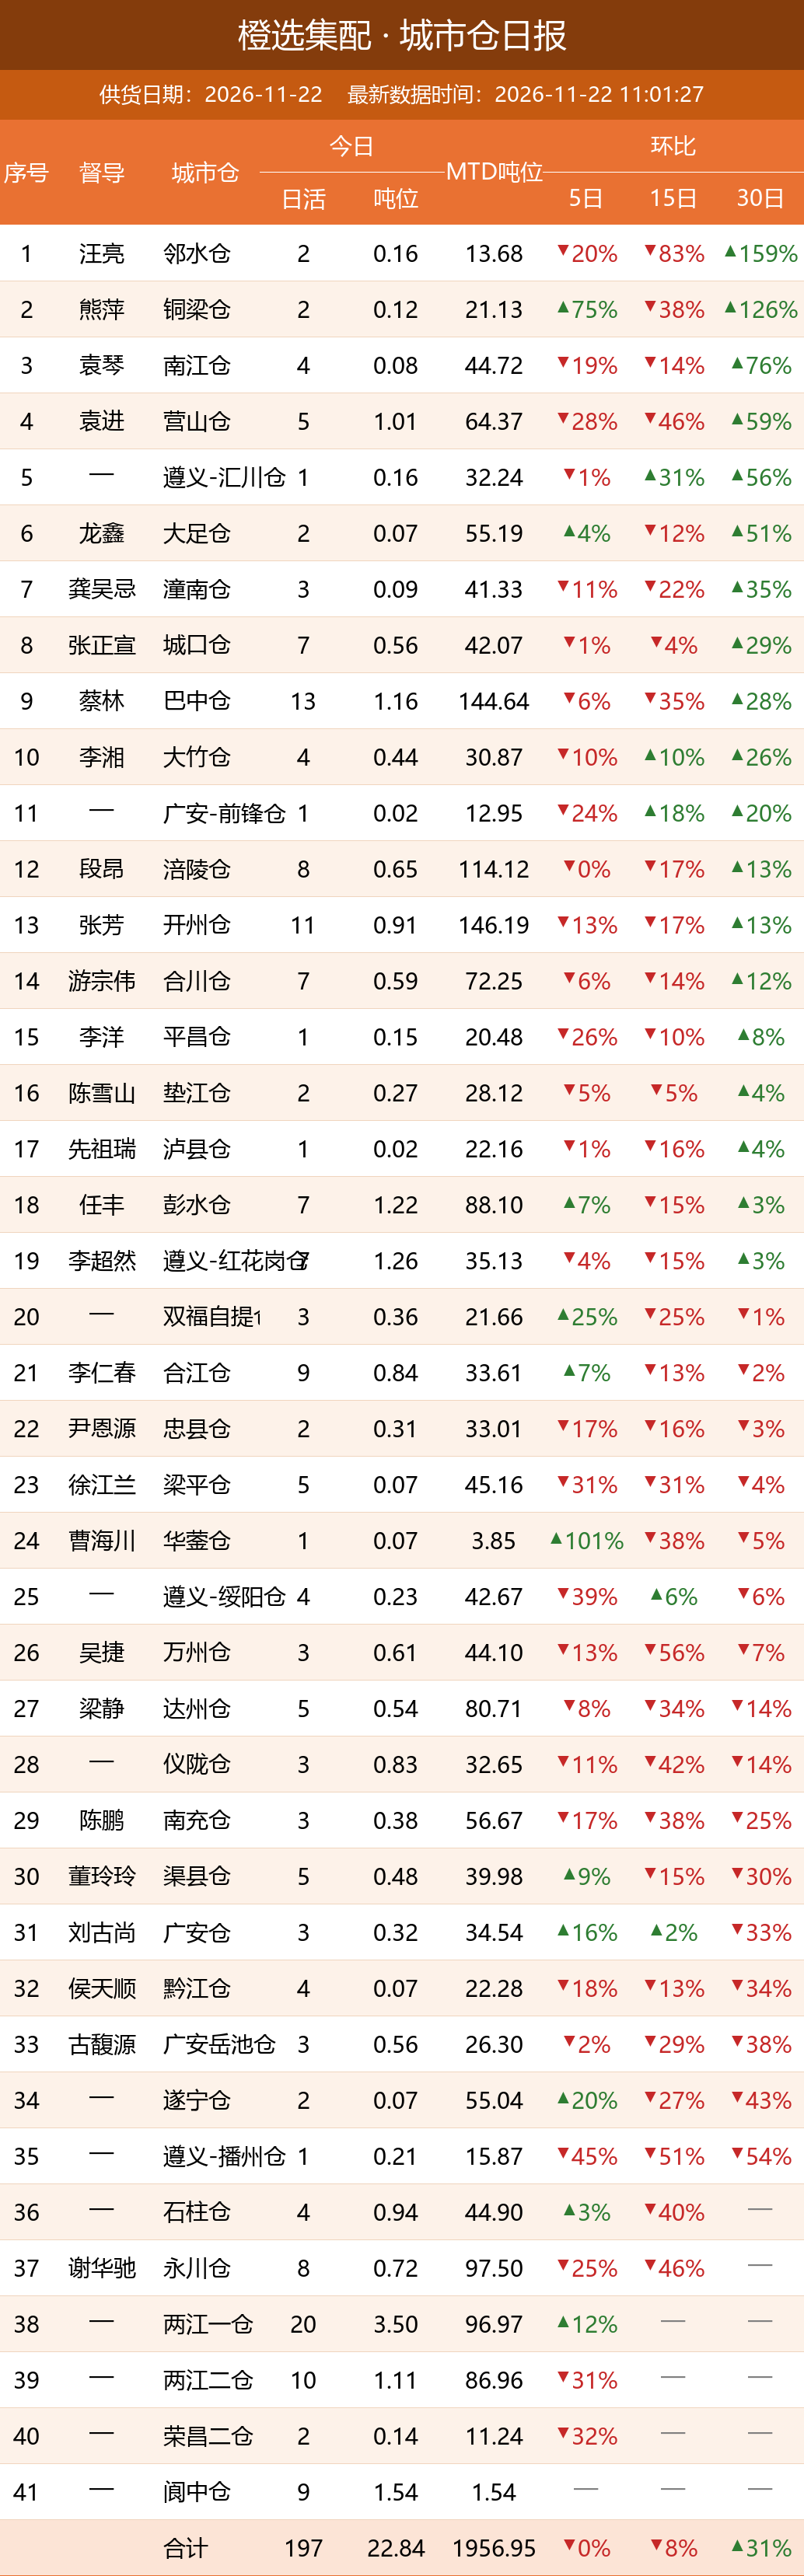 橙选集配 · 城市仓日报
供货日期：2026-11-22 最新数据时间：2026-11-22 11:01:27
序号 督导 城市仓 今日 MTD吨位 环比
日活 吨位 5日 15日 30日
1 汪亮 邻水仓 2 0.16 13.68 ▼20% ▼83% ▲159%
2 熊萍 铜梁仓 2 0.12 21.13 ▲75% ▼38% ▲126%
3 袁琴 南江仓 4 0.08 44.72 ▼19% ▼14% ▲76%
4 袁进 营山仓 5 1.01 64.37 ▼28% ▼46% ▲59%
5 — 遵义-汇川仓 1 0.16 32.24 ▼1% ▲31% ▲56%
6 龙鑫 大足仓 2 0.07 55.19 ▲4% ▼12% ▲51%
7 龚吴忌 潼南仓 3 0.09 41.33 ▼11% ▼22% ▲35%
8 张正宣 城口仓 7 0.56 42.07 ▼1% ▼4% ▲29%
9 蔡林 巴中仓 13 1.16 144.64 ▼6% ▼35% ▲28%
10 李湘 大竹仓 4 0.44 30.87 ▼10% ▲10% ▲26%
11 — 广安-前锋仓 1 0.02 12.95 ▼24% ▲18% ▲20%
12 段昂 涪陵仓 8 0.65 114.12 ▼0% ▼17% ▲13%
13 张芳 开州仓 11 0.91 146.19 ▼13% ▼17% ▲13%
14 游宗伟 合川仓 7 0.59 72.25 ▼6% ▼14% ▲12%
15 李洋 平昌仓 1 0.15 20.48 ▼26% ▼10% ▲8%
16 陈雪山 垫江仓 2 0.27 28.12 ▼5% ▼5% ▲4%
17 先祖瑞 泸县仓 1 0.02 22.16 ▼1% ▼16% ▲4%
18 任丰 彭水仓 7 1.22 88.10 ▲7% ▼15% ▲3%
19 李超然 遵义-红花岗仓 7 1.26 35.13 ▼4% ▼15% ▲3%
20 — 双福自提 3 0.36 21.66 ▲25% ▼25% ▼1%
21 李仁春 合江仓 9 0.84 33.61 ▲7% ▼13% ▼2%
22 尹恩源 忠县仓 2 0.31 33.01 ▼17% ▼16% ▼3%
23 徐江兰 梁平仓 5 0.07 45.16 ▼31% ▼31% ▼4%
24 曹海川 华蓥仓 1 0.07 3.85 ▲101% ▼38% ▼5%
25 — 遵义-绥阳仓 4 0.23 42.67 ▼39% ▲6% ▼6%
26 吴捷 万州仓 3 0.61 44.10 ▼13% ▼56% ▼7%
27 梁静 达州仓 5 0.54 80.71 ▼8% ▼34% ▼14%
28 — 仪陇仓 3 0.83 32.65 ▼11% ▼42% ▼14%
29 陈鹏 南充仓 3 0.38 56.67 ▼17% ▼38% ▼25%
30 董玲玲 渠县仓 5 0.48 39.98 ▲9% ▼15% ▼30%
31 刘古尚 广安仓 3 0.32 34.54 ▲16% ▲2% ▼33%
32 侯天顺 黔江仓 4 0.07 22.28 ▼18% ▼13% ▼34%
33 古馥源 广安岳池仓 3 0.56 26.30 ▼2% ▼29% ▼38%
34 — 遂宁仓 2 0.07 55.04 ▲20% ▼27% ▼43%
35 — 遵义-播州仓 1 0.21 15.87 ▼45% ▼51% ▼54%
36 — 石柱仓 4 0.94 44.90 ▲3% ▼40% —
37 谢华驰 永川仓 8 0.72 97.50 ▼25% ▼46% —
38 — 两江一仓 20 3.50 96.97 ▲12% — —
39 — 两江二仓 10 1.11 86.96 ▼31% — —
40 — 荣昌二仓 2 0.14 11.24 ▼32% — —
41 — 阆中仓 9 1.54 1.54 — — —
合计 197 22.84 1956.95 ▼0% ▼8% ▲31%